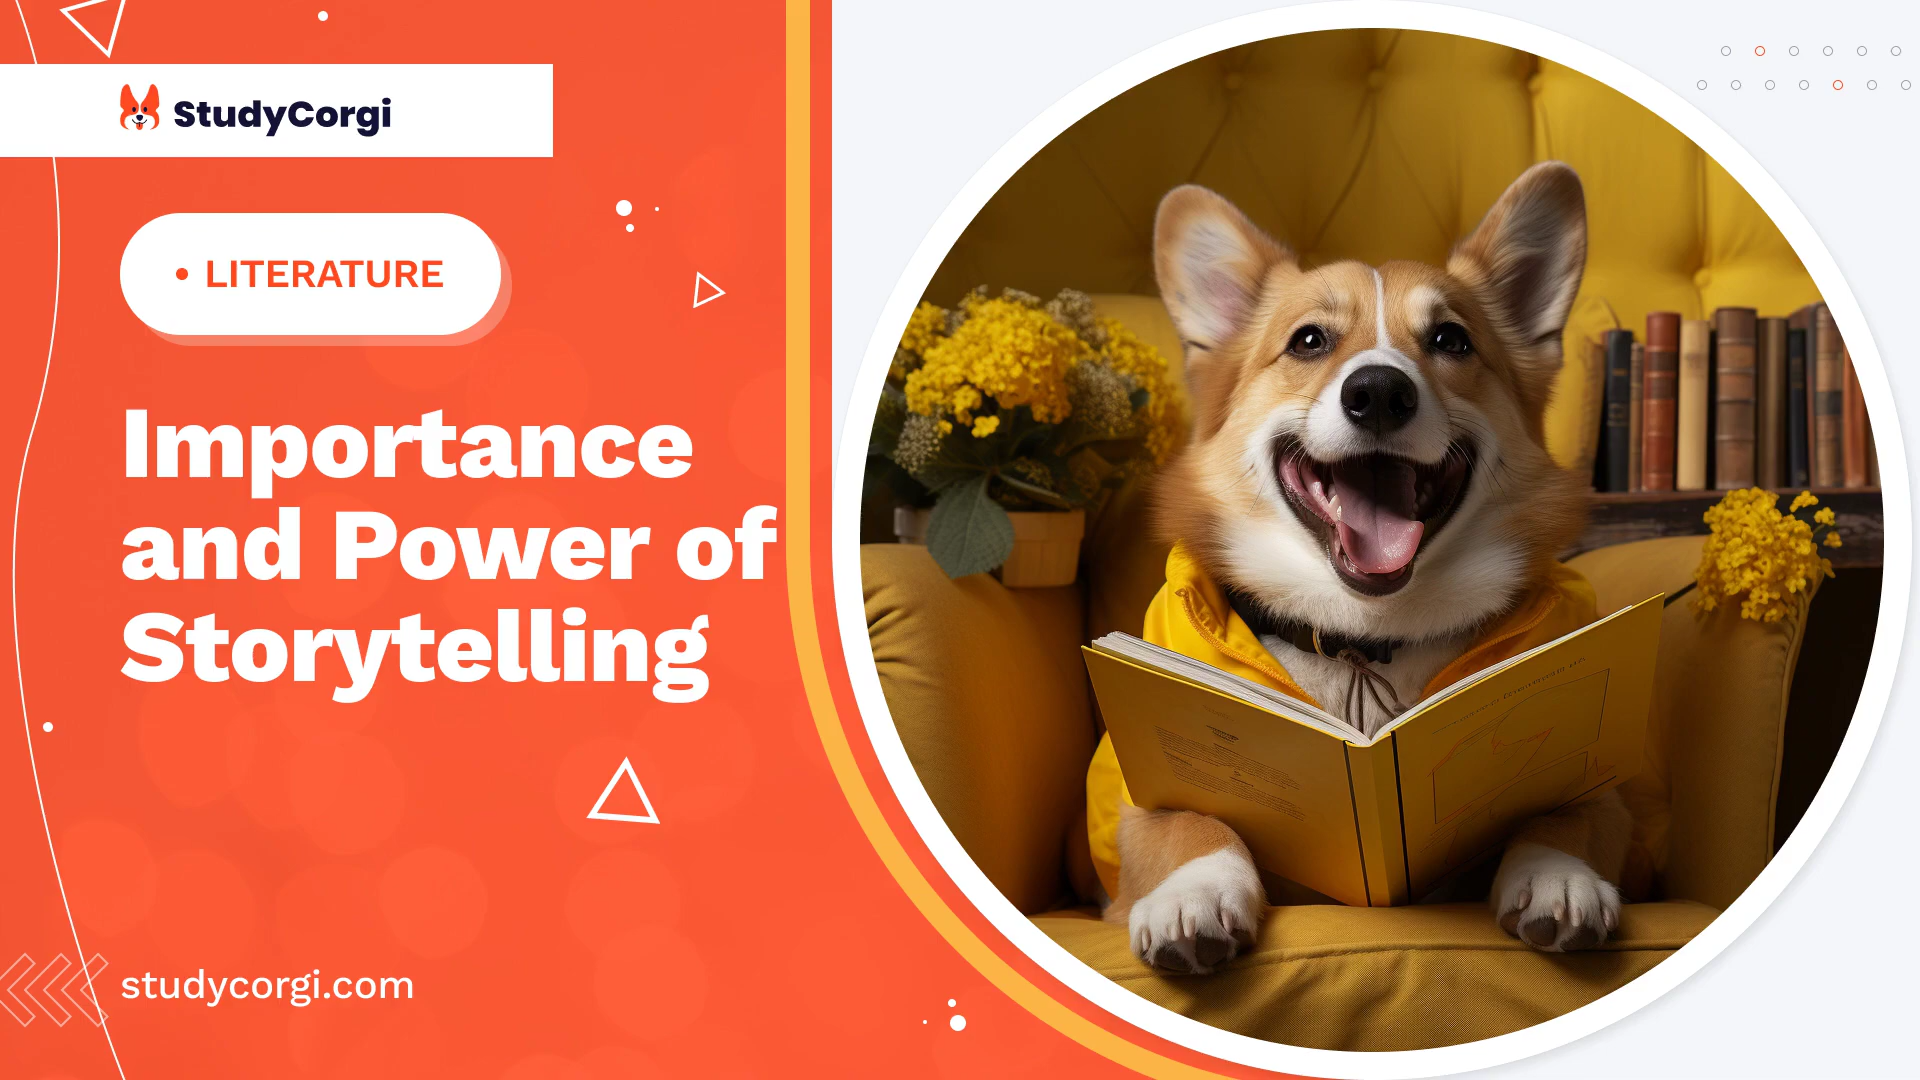 StudyCorgi
• LITERATURE
Importance
and Power of
Storytelling
studycorgi.com